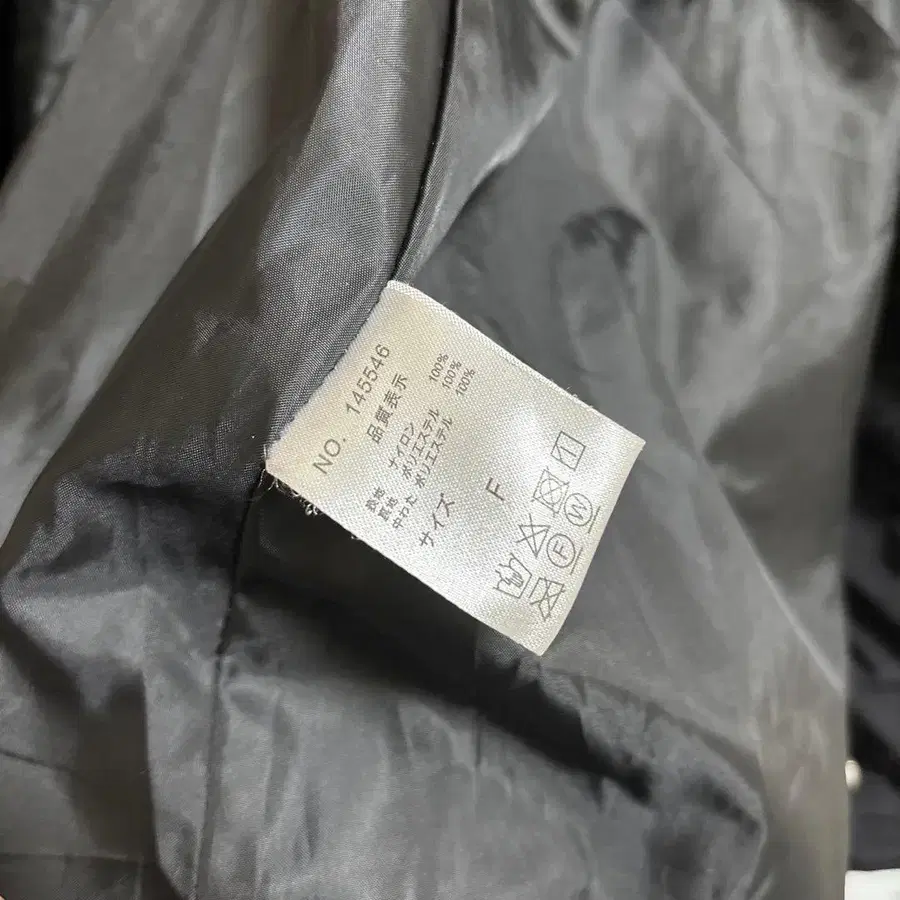 NO. 145546
品質表示
表地 ナイロン 100%
裏地 ポリエステル 100%
中わた ポリエステル 100%
サイズ F
F
W